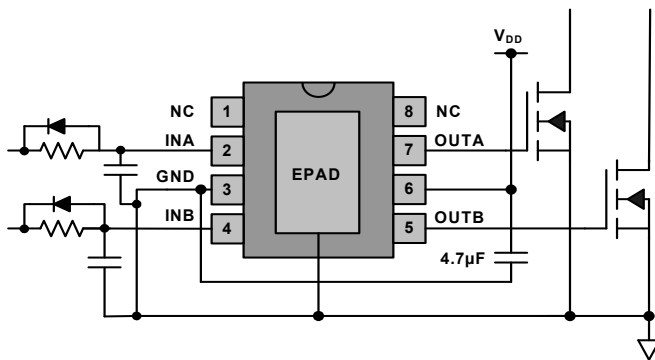 V_DD
NC 1 8 NC
INA 2 7 OUTA
GND 3 EPAD 6
INB 4 5 OUTB
4.7µF